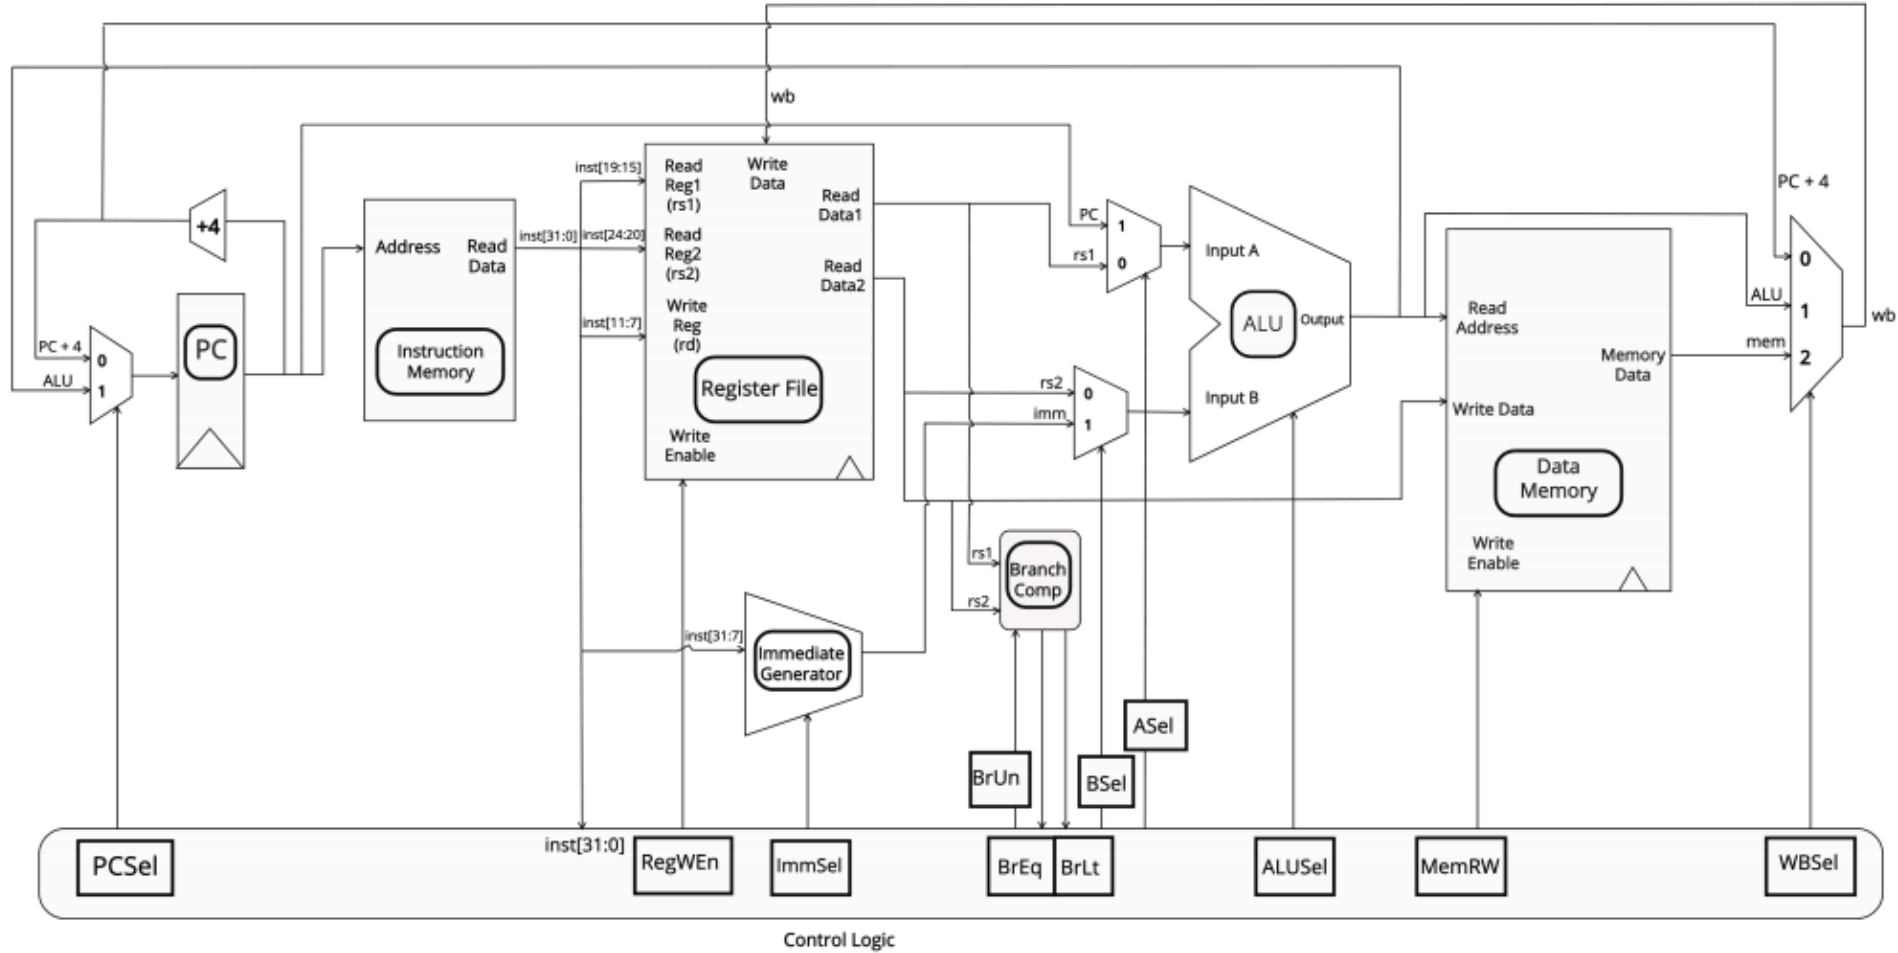 wb
PC + 4
+4
PC
PC + 4
0
ALU
1
Address
Read
Data
Instruction
Memory
inst[31:0]
inst[19:15]
inst[24:20]
inst[11:7]
Read
Reg1
(rs1)
Write
Data
Read
Data1
Read
Reg2
(rs2)
Read
Data2
Write
Reg
(rd)
Register File
Write
Enable
PC
1
rs1
0
rs2
0
imm
1
Input A
ALU
Output
Input B
Read
Address
Memory
Data
Write Data
Data
Memory
Write
Enable
0
ALU
1
mem
2
wb
rs1
rs2
Branch
Comp
inst[31:7]
Immediate
Generator
ASel
BrUn
BSel
PCSel
inst[31:0]
RegWEn
ImmSel
BrEq
BrLt
ALUSel
MemRW
WBSel
Control Logic